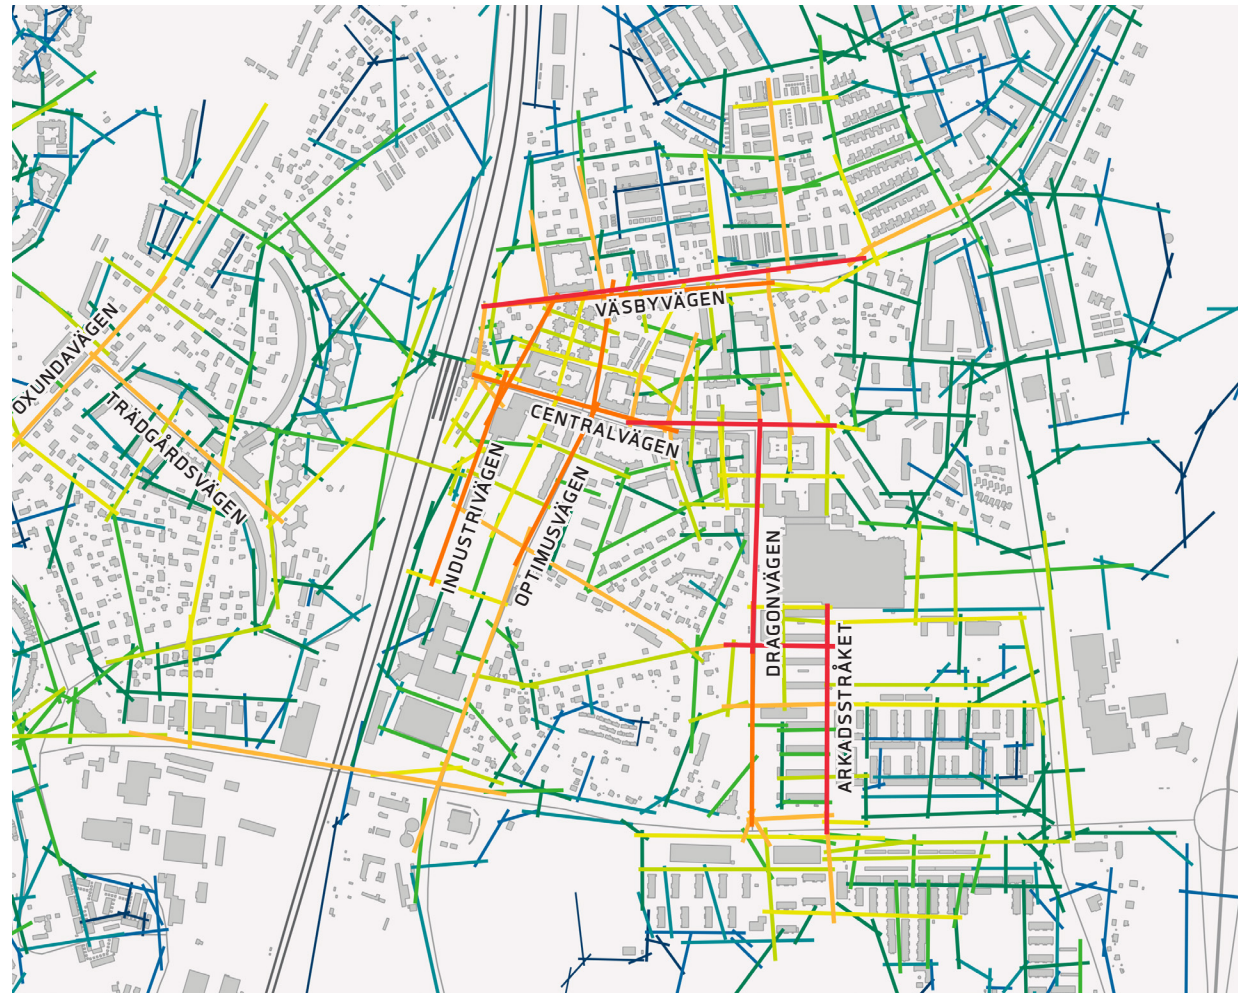 VÄSBYVÄGEN
OXUNDAVÄGEN
TRÄDGÅRDSVÄGEN
CENTRALVÄGEN
INDUSTRIVÄGEN
OPTIMUSVÄGEN
DRAGONVÄGEN
ARKADSSTRÅKET